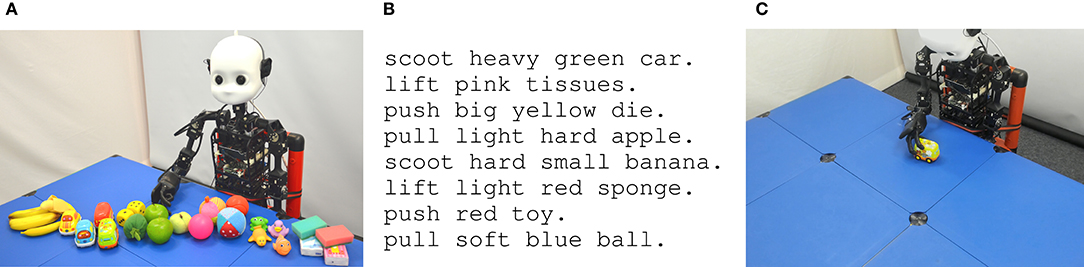 A
B
C
scoot heavy green car.
lift pink tissues.
push big yellow die.
pull light hard apple.
scoot hard small banana.
lift light red sponge.
push red toy.
pull soft blue ball.